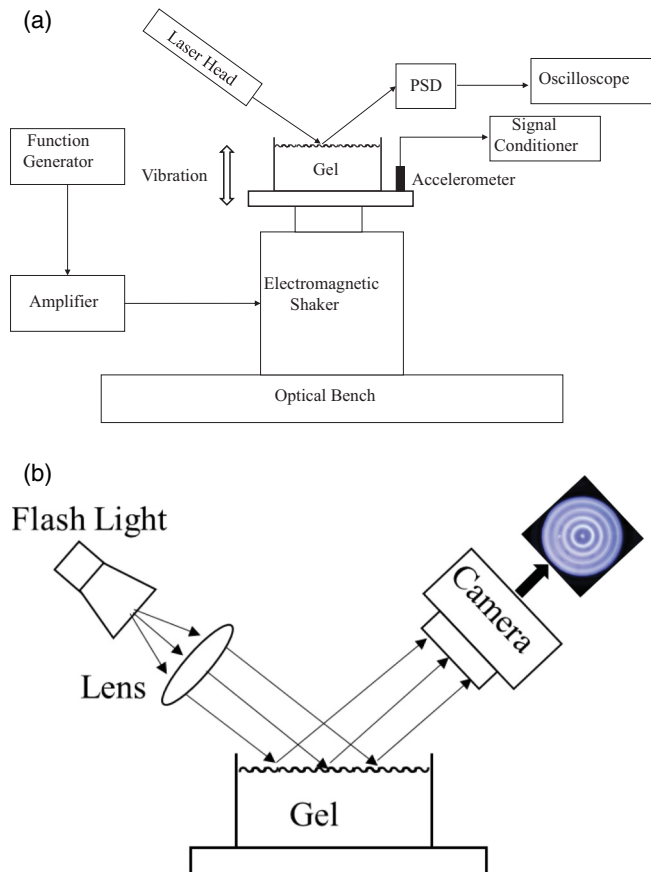 (a)
Laser Head
PSD
Oscilloscope
Function
Generator
Signal
Conditioner
Vibration
Gel
Accelerometer
Amplifier
Electromagnetic
Shaker
Optical Bench
(b)
Flash Light
Lens
Camera
Gel